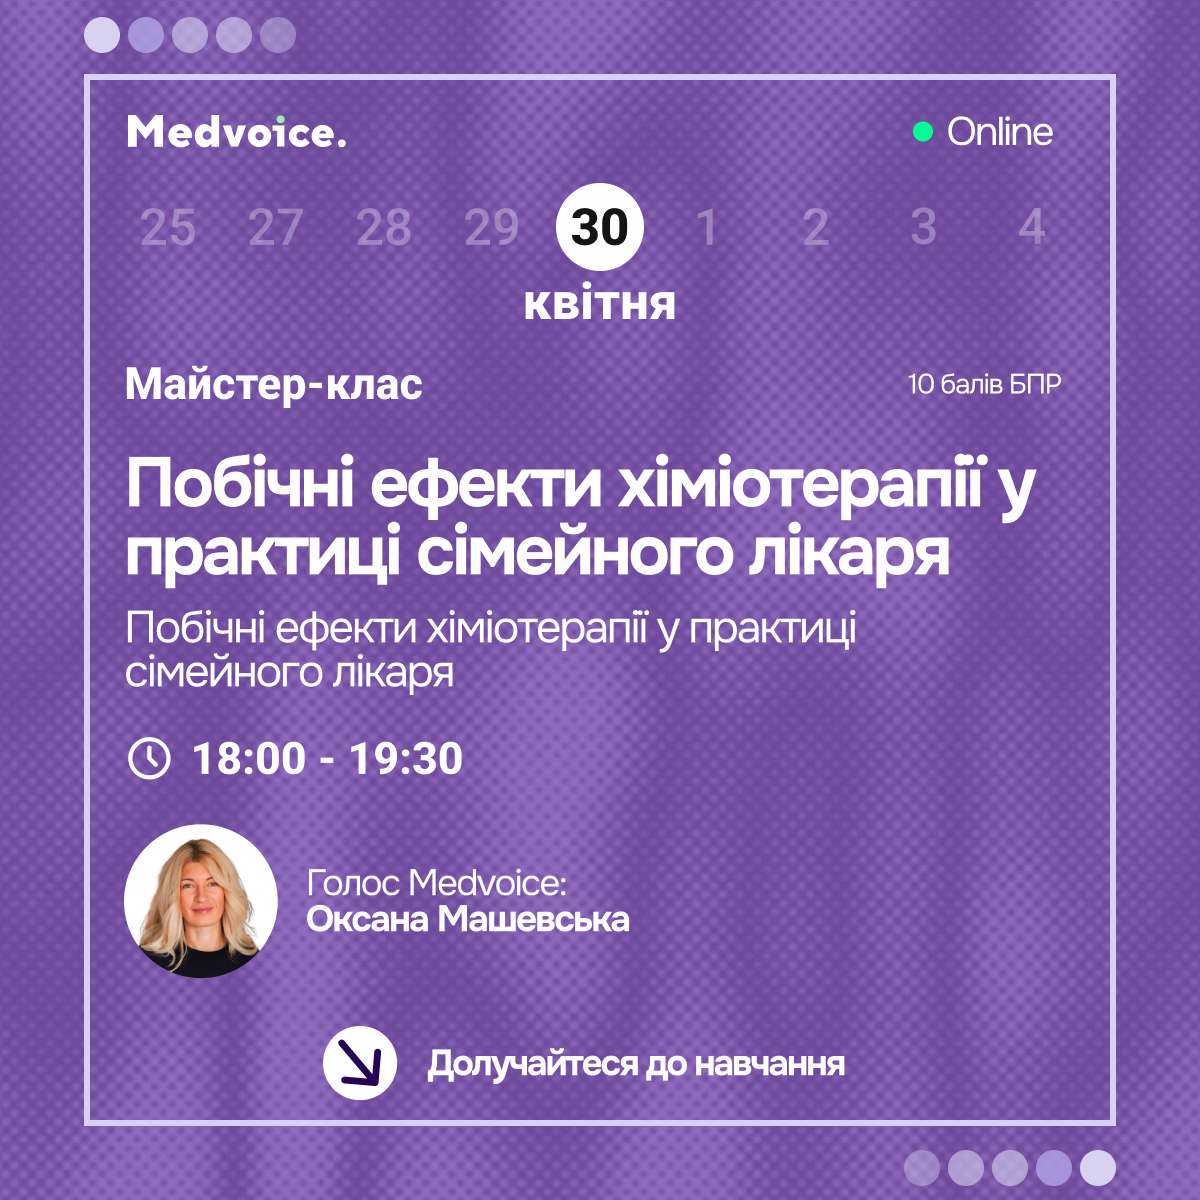 Medvoice.
Online
25 27 28 29 30 1 2 3 4
квітня
Майстер-клас
10 балів БПР
Побічні ефекти хіміотерапії у
практиці сімейного лікаря
Побічні ефекти хіміотерапії у практиці
сімейного лікаря
18:00 - 19:30
Голос Medvoice:
Оксана Машевська
Долучайтеся до навчання